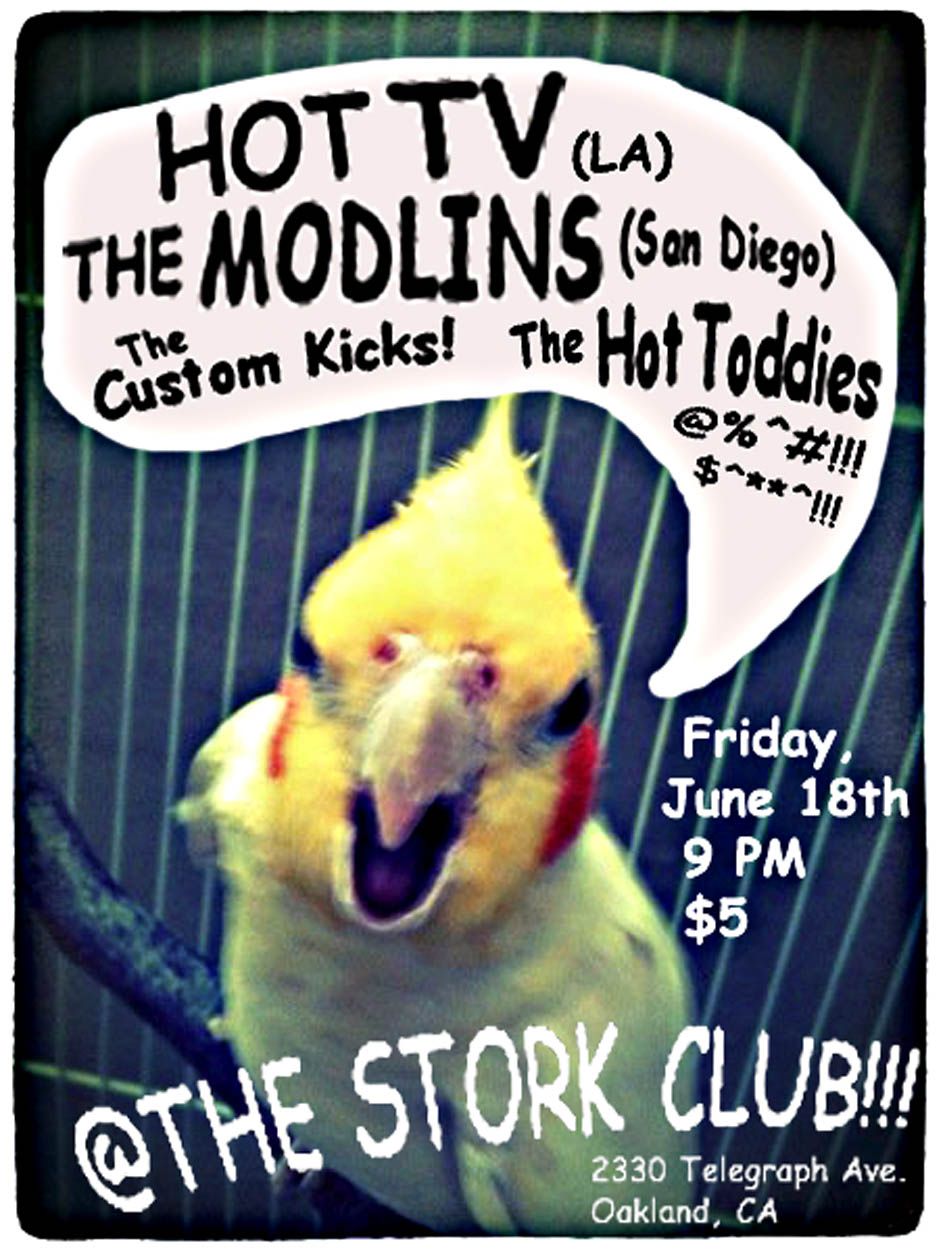 HOT TV (LA)
THE MODLINS (San Diego)
The Custom Kicks! The Hot Toddies
@%^#!!!
$^**^!!!
Friday,
June 18th
9 PM
$5
@THE STORK CLUB!!!
2330 Telegraph Ave.
Oakland, CA